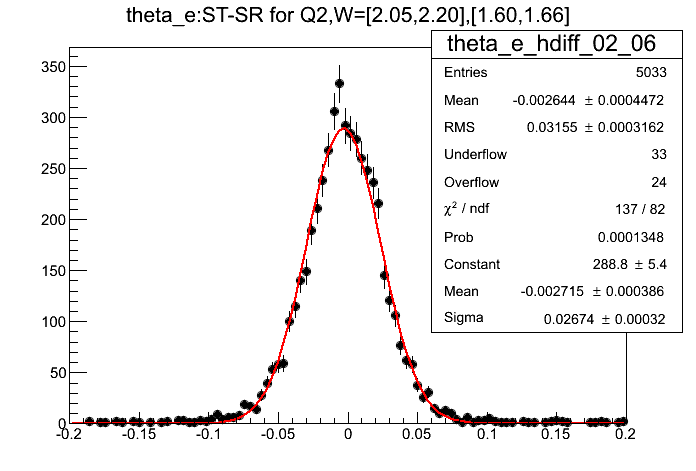 theta_e:ST-SR for Q2,W=[2.05,2.20],[1.60,1.66]
theta_e_hdiff_02_06
Entries 5033
Mean -0.002644 ± 0.0004472
RMS 0.03155 ± 0.0003162
Underflow 33
Overflow 24
χ² / ndf 137 / 82
Prob 0.0001348
Constant 288.8 ± 5.4
Mean -0.002715 ± 0.000386
Sigma 0.02674 ± 0.00032
350
300
250
200
150
100
50
0
-0.2 -0.15 -0.1 -0.05 0 0.05 0.1 0.15 0.2